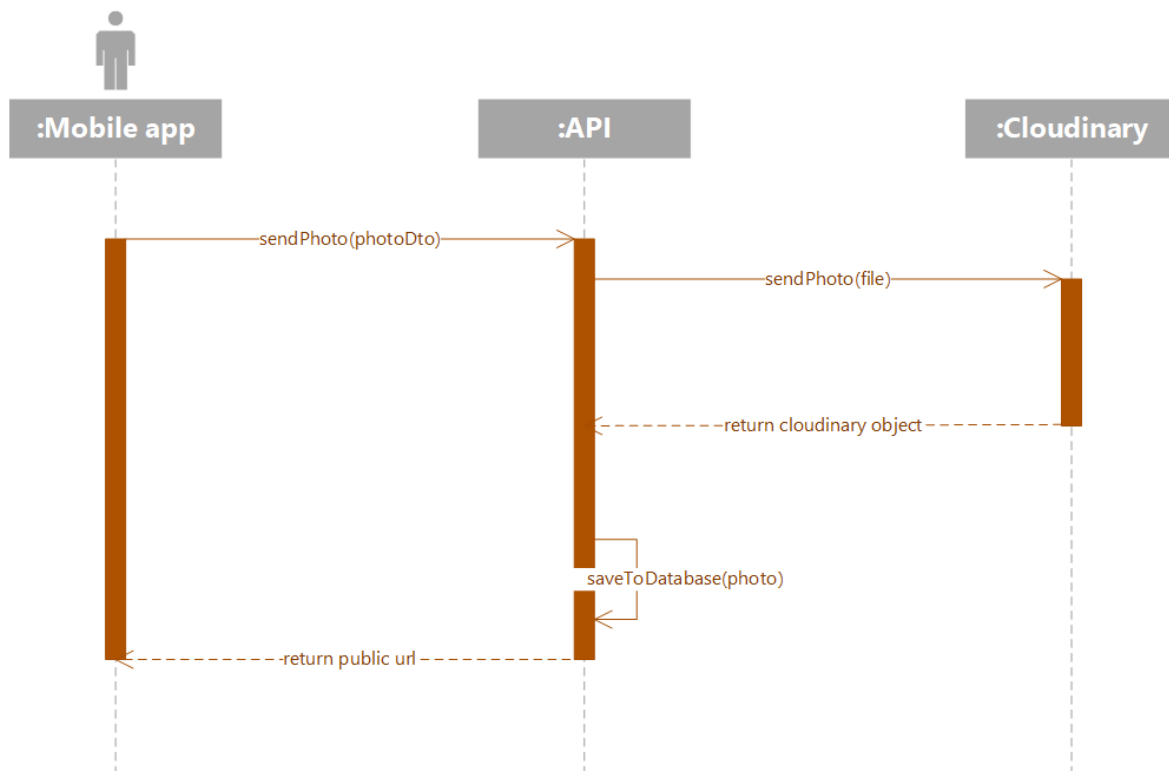 :Mobile app
:API
:Cloudinary
sendPhoto(photoDto)
sendPhoto(file)
return cloudinary object
saveToDatabase(photo)
return public url